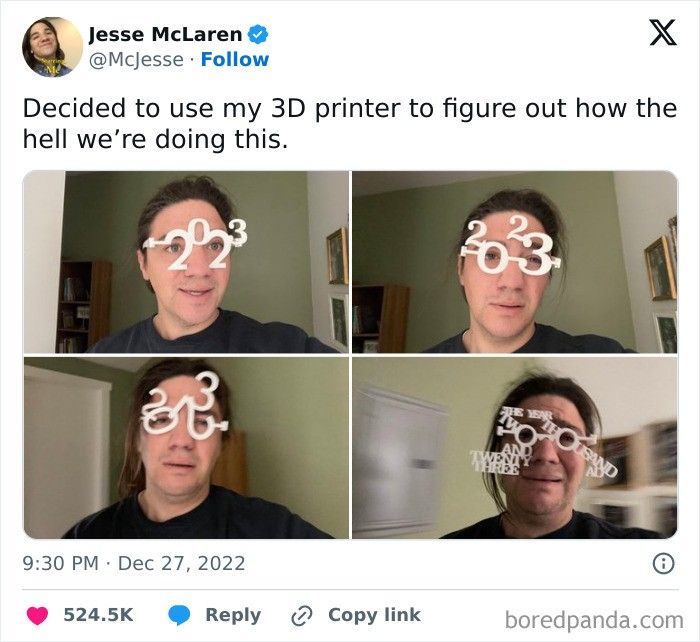 Jesse McLaren
@McJesse · Follow
X
Decided to use my 3D printer to figure out how the
hell we’re doing this.
2023
2023
2023
THE YEAR
TWO THOUSAND
AND
TWENTY
THREE
AD
9:30 PM · Dec 27, 2022
524.5K Reply Copy link
boredpanda.com